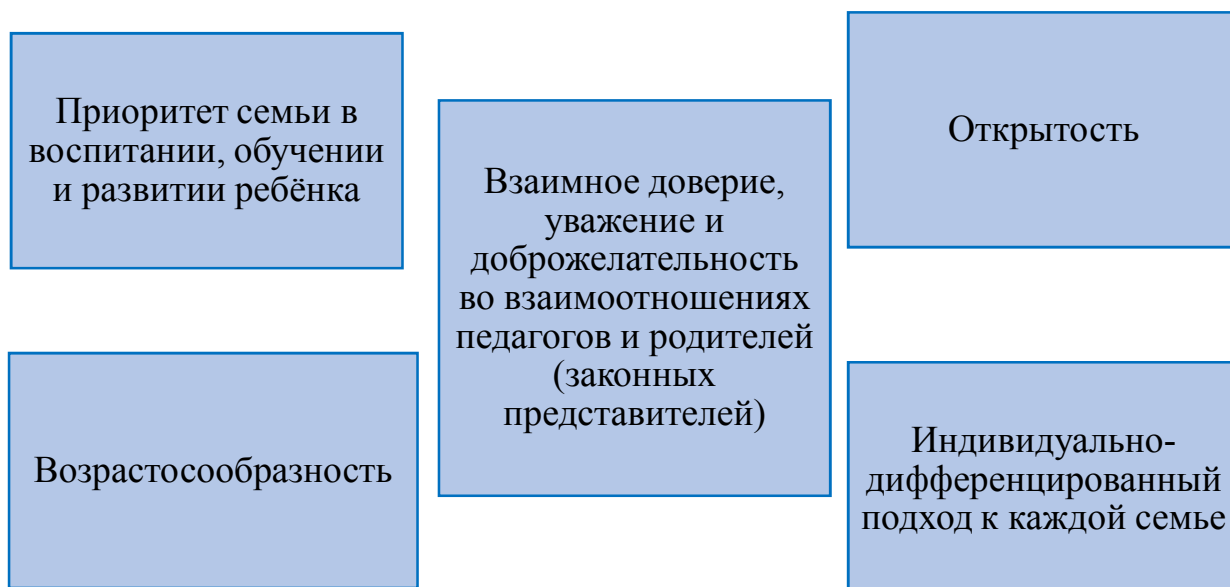 Приоритет семьи в
воспитании, обучении
и развитии ребёнка
Взаимное доверие,
уважение и
доброжелательность
во взаимоотношениях
педагогов и родителей
(законных
представителей)
Открытость
Возрастосообразность
Индивидуально-
дифференцированный
подход к каждой семье